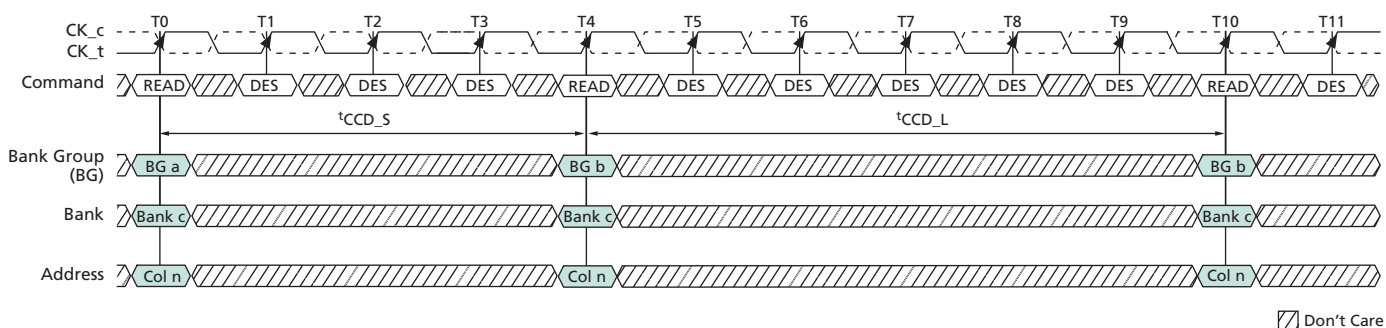 T0 T1 T2 T3 T4 T5 T6 T7 T8 T9 T10 T11
CK_c
CK_t
Command READ DES DES DES READ DES DES DES DES DES READ DES
tCCD_S tCCD_L
Bank Group (BG) BG a BG b BG b
Bank Bank c Bank c Bank c
Address Col n Col n Col n
Don't Care